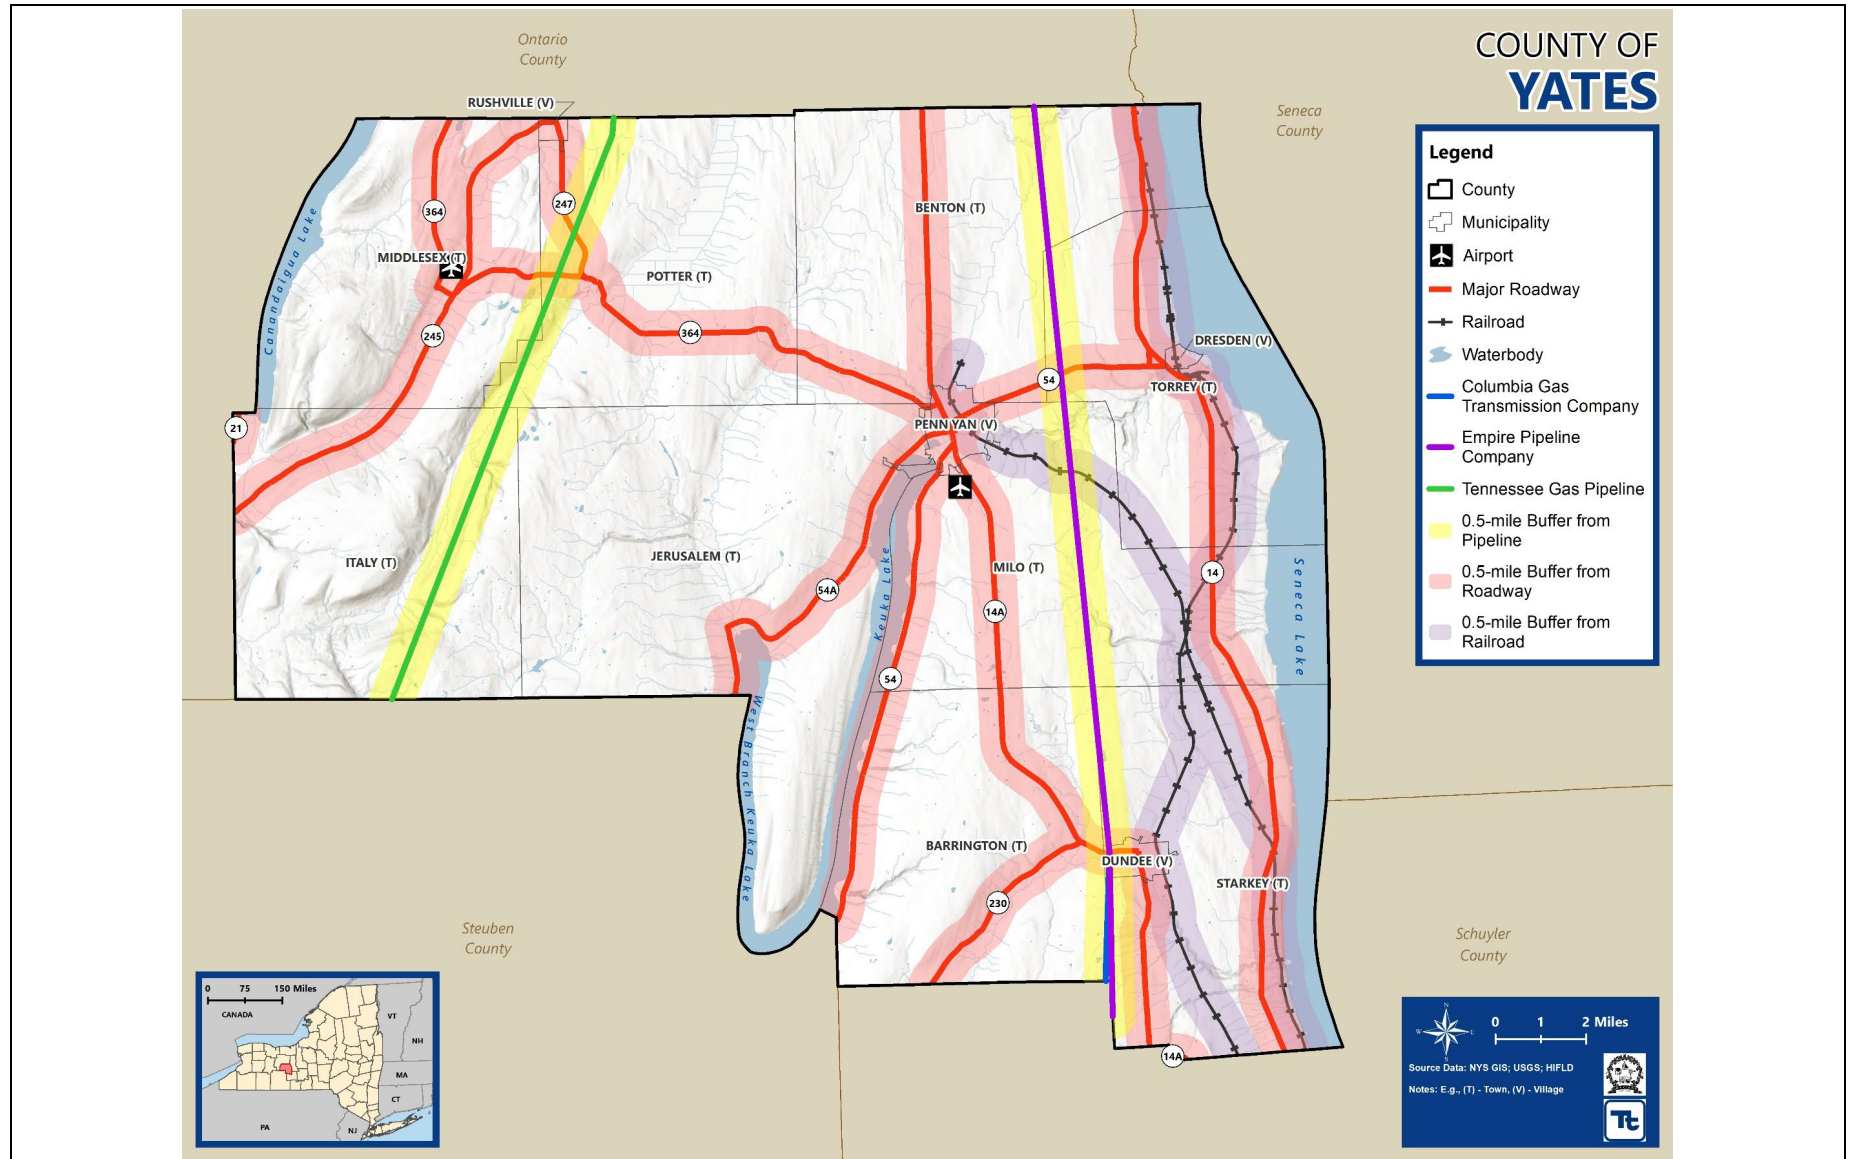 Ontario
County
COUNTY OF
YATES
RUSHVILLE (V)
Seneca
County
Legend
County
Municipality
Airport
Major Roadway
Railroad
Waterbody
Columbia Gas
Transmission Company
Empire Pipeline
Company
Tennessee Gas Pipeline
0.5-mile Buffer from
Pipeline
0.5-mile Buffer from
Roadway
0.5-mile Buffer from
Railroad
364
247
BENTON (T)
Canandaigua Lake
MIDDLESEX (T)
POTTER (T)
245
364
DRESDEN (V)
54
TORREY (T)
21
PENN YAN (V)
ITALY (T)
JERUSALEM (T)
54A
Keuka Lake
MILO (T)
14
14A
Seneca Lake
54
West Branch Keuka Lake
BARRINGTON (T)
DUNDEE (V)
STARKEY (T)
230
Steuben
County
Schuyler
County
14A
0 75 150 Miles
CANADA
VT
NH
MA
CT
PA
NJ
N
W
E
S
0 1 2 Miles
Source Data: NYS GIS; USGS; HIFLD
Notes: E.g., (T) - Town, (V) - Village
Tt